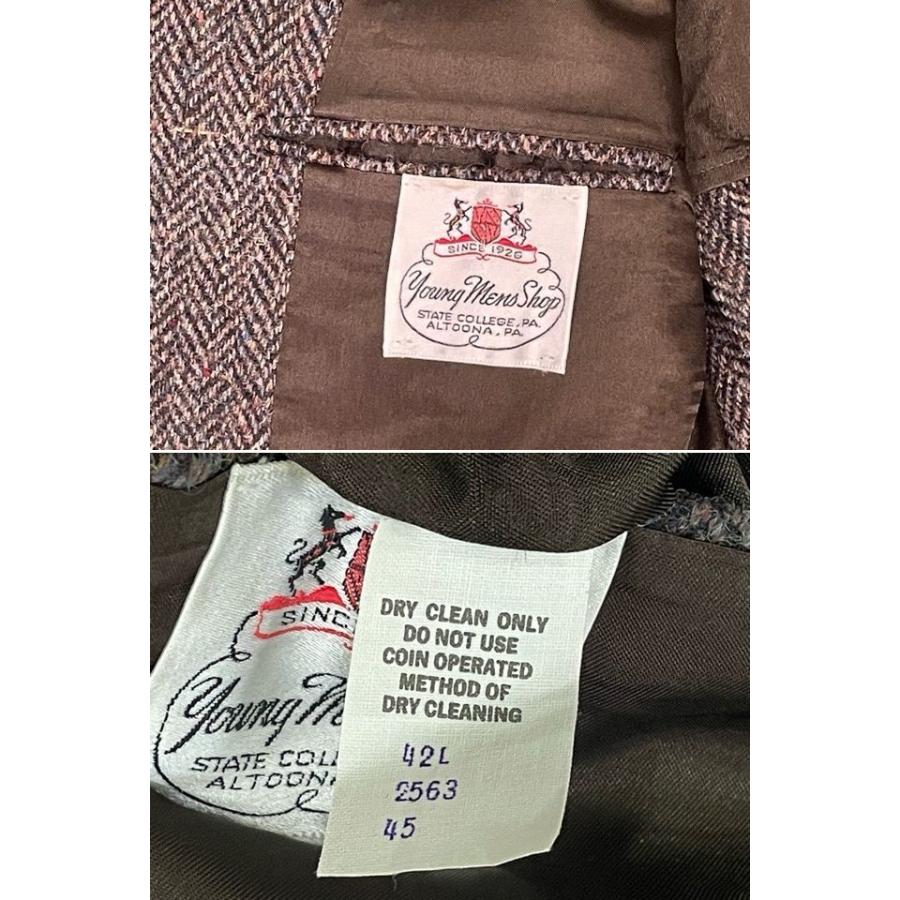 SINCE 1926
Young Mens Shop
STATE COLLEGE, PA.
ALTOONA, PA.
SINC
Young M
STATE COLL
ALTOONA
DRY CLEAN ONLY
DO NOT USE
COIN OPERATED
METHOD OF
DRY CLEANING
42L
2563
45